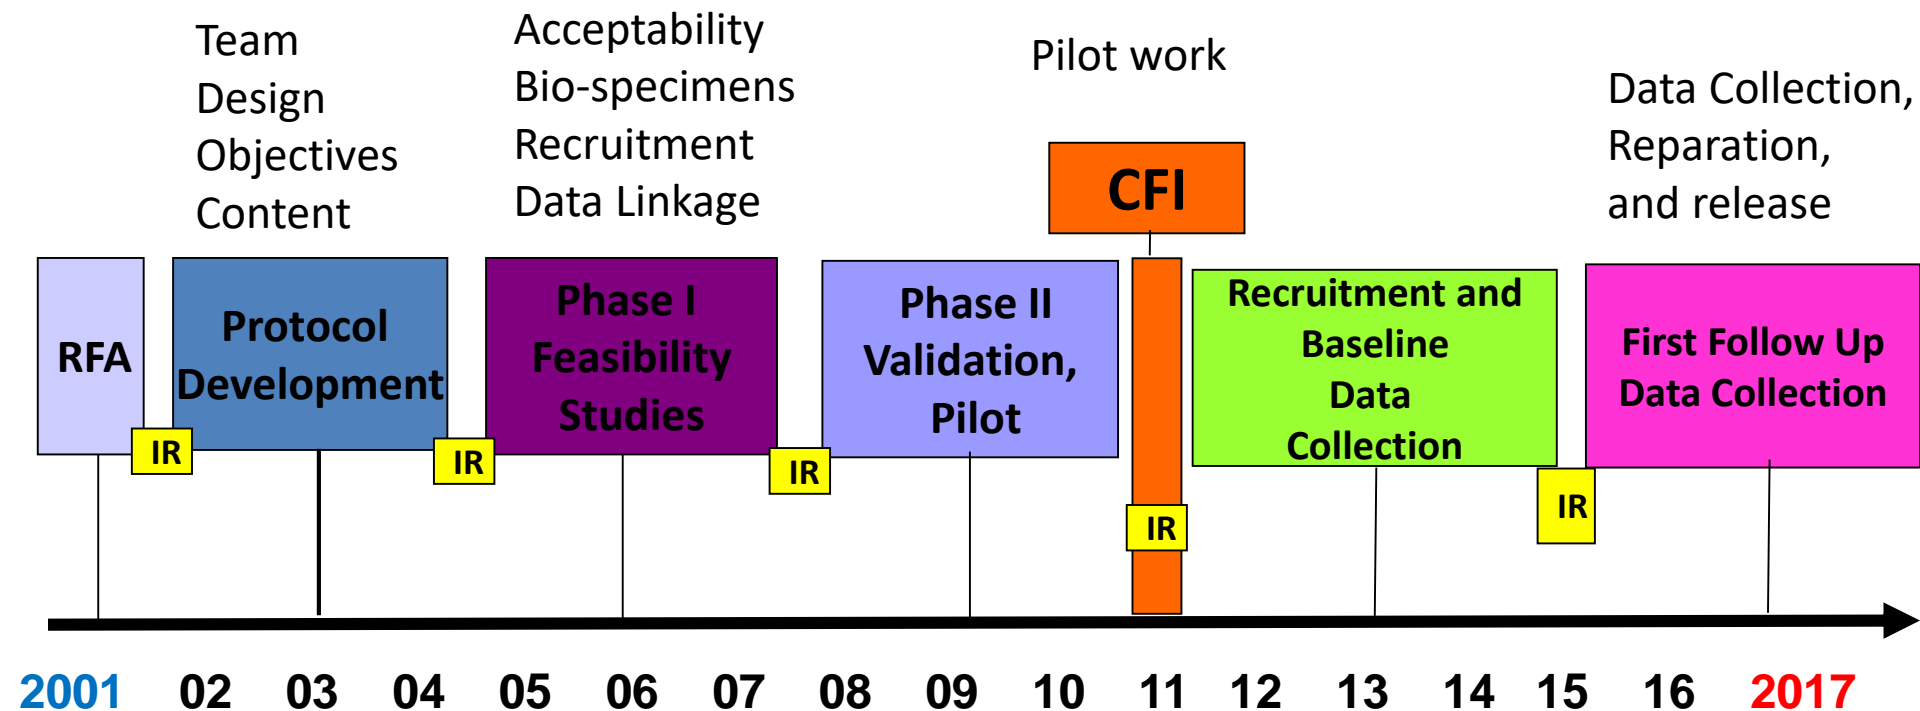 Team
Design
Objectives
Content
Acceptability
Bio-specimens
Recruitment
Data Linkage
Pilot work
Data Collection,
Reparation,
and release
CFI
RFA
Protocol
Development
Phase I
Feasibility
Studies
Phase II
Validation,
Pilot
Recruitment and
Baseline
Data
Collection
First Follow Up
Data Collection
IR
IR
IR
IR
IR
2001 02 03 04 05 06 07 08 09 10 11 12 13 14 15 16 2017